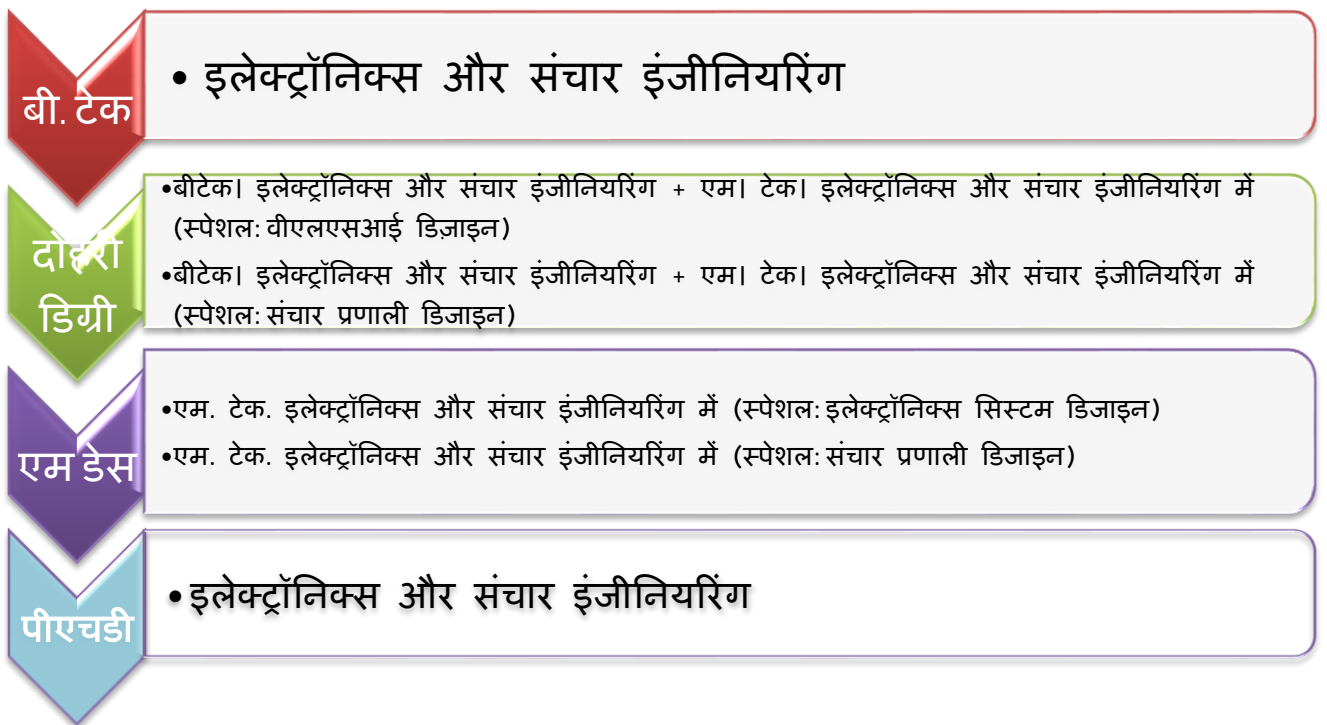 बी. टेक
• इलेक्ट्रॉनिक्स और संचार इंजीनियरिंग
दोहरी
डिग्री
•बीटेक। इलेक्ट्रॉनिक्स और संचार इंजीनियरिंग + एम। टेक। इलेक्ट्रॉनिक्स और संचार इंजीनियरिंग में
(स्पेशल: वीएलएसआई डिज़ाइन)
•बीटेक। इलेक्ट्रॉनिक्स और संचार इंजीनियरिंग + एम। टेक। इलेक्ट्रॉनिक्स और संचार इंजीनियरिंग में
(स्पेशल: संचार प्रणाली डिजाइन)
एम डेस
•एम. टेक. इलेक्ट्रॉनिक्स और संचार इंजीनियरिंग में (स्पेशल: इलेक्ट्रॉनिक्स सिस्टम डिजाइन)
•एम. टेक. इलेक्ट्रॉनिक्स और संचार इंजीनियरिंग में (स्पेशल: संचार प्रणाली डिजाइन)
पीएचडी
•इलेक्ट्रॉनिक्स और संचार इंजीनियरिंग